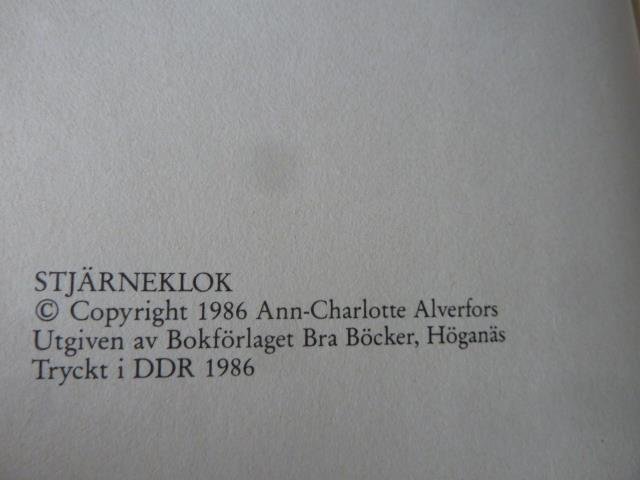 STJÄRNEKLOK
© Copyright 1986 Ann-Charlotte Alverfors
Utgiven av Bokförlaget Bra Böcker, Höganäs
Tryckt i DDR 1986